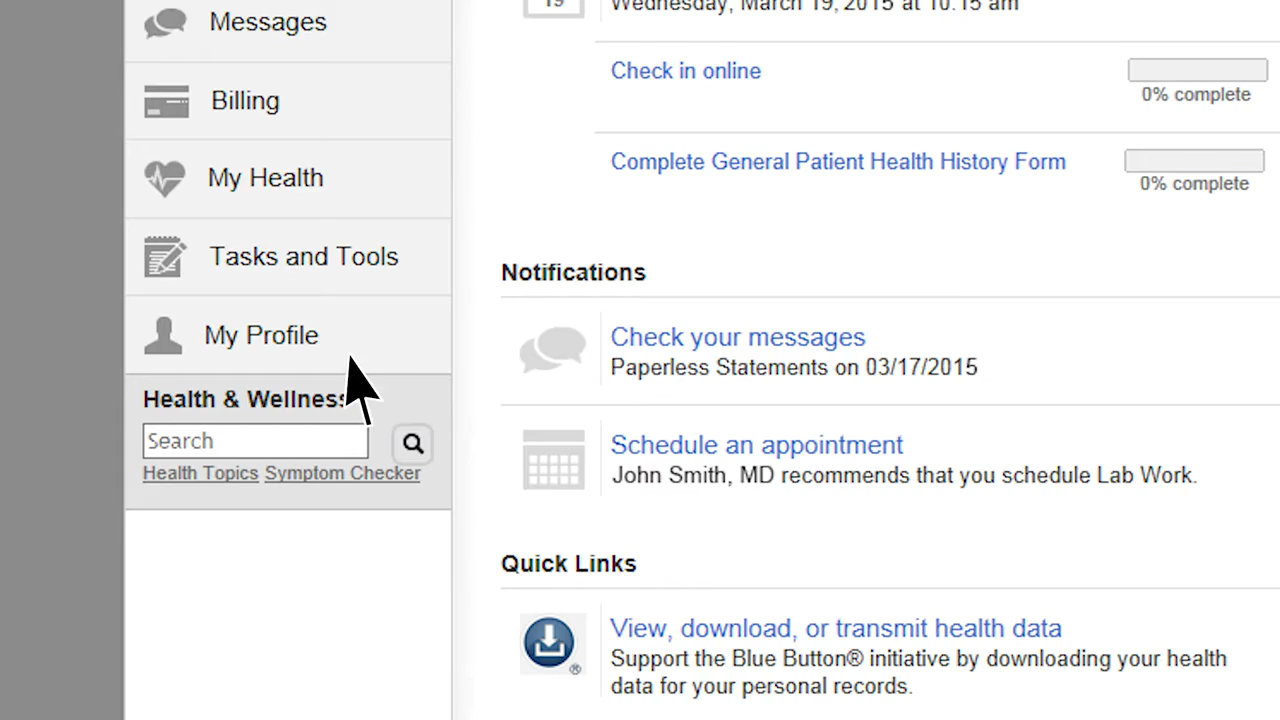 Messages
Billing
My Health
Tasks and Tools
My Profile
Health & Wellness
Search
Health Topics Symptom Checker
19
Wednesday, March 19, 2015 at 10:15 am
Check in online
0% complete
Complete General Patient Health History Form
0% complete
Notifications
Check your messages
Paperless Statements on 03/17/2015
Schedule an appointment
John Smith, MD recommends that you schedule Lab Work.
Quick Links
View, download, or transmit health data
®
Support the Blue Button® initiative by downloading your health
data for your personal records.